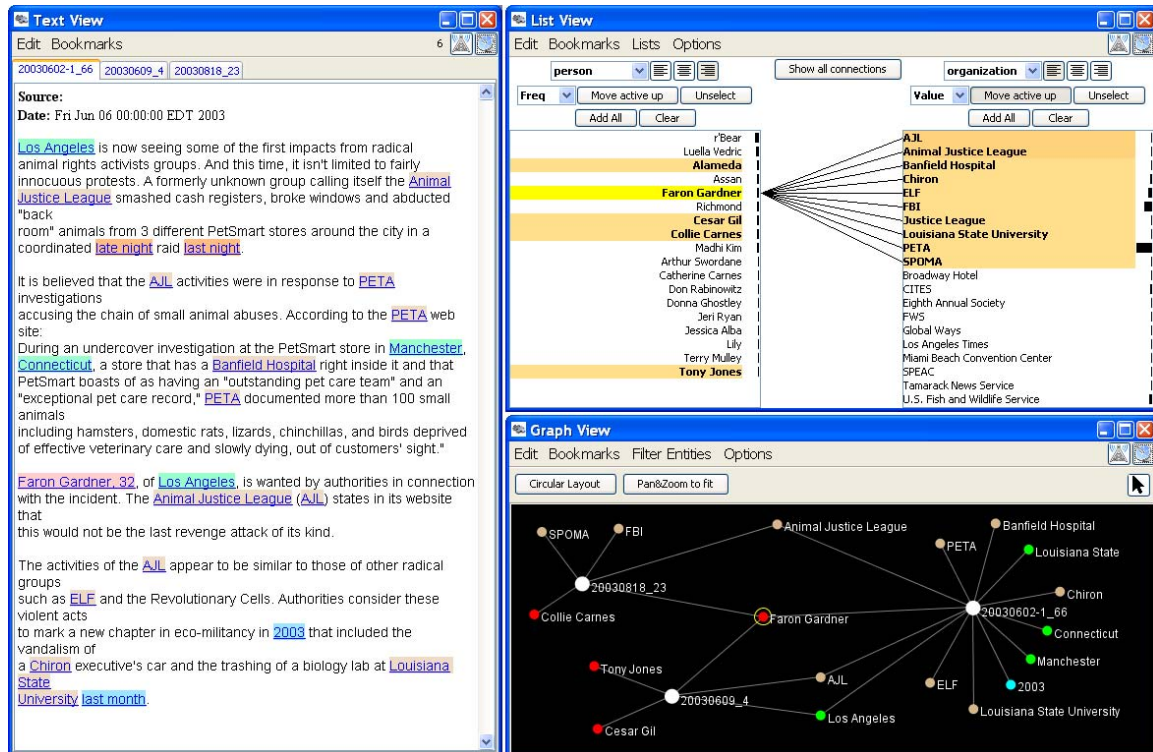 Text View
Edit Bookmarks 6
20030602-1_66 20030609_4 20030818_23
Source:
Date: Fri Jun 06 00:00:00 EDT 2003
Los Angeles is now seeing some of the first impacts from radical
animal rights activists groups. And this time, it isn't limited to fairly
innocuous protests. A formerly unknown group calling itself the Animal
Justice League smashed cash registers, broke windows and abducted
"back
room" animals from 3 different PetSmart stores around the city in a
coordinated late night raid last night.
It is believed that the AJL activities were in response to PETA
investigations
accusing the chain of small animal abuses. According to the PETA web
site:
During an undercover investigation at the PetSmart store in Manchester,
Connecticut, a store that has a Banfield Hospital right inside it and that
PetSmart boasts of as having an "outstanding pet care team" and an
"exceptional pet care record," PETA documented more than 100 small
animals
including hamsters, domestic rats, lizards, chinchillas, and birds deprived
of effective veterinary care and slowly dying, out of customers' sight."
Faron Gardner, 32, of Los Angeles, is wanted by authorities in connection
with the incident. The Animal Justice League (AJL) states in its website
that
this would not be the last revenge attack of its kind.
The activities of the AJL appear to be similar to those of other radical
groups
such as ELF and the Revolutionary Cells. Authorities consider these
violent acts
to mark a new chapter in eco-militancy in 2003 that included the
vandalism of
a Chiron executive's car and the trashing of a biology lab at Louisiana
State
University last month.
List View
Edit Bookmarks Lists Options
person Show all connections organization
Freq Move active up Unselect Value Move active up Unselect
Add All Clear Add All Clear
r'Bear AJL
Luella Vedric Animal Justice League
Alameda Banfield Hospital
Assan Chiron
Faron Gardner ELF
Richmond FBI
Cesar Gil Justice League
Collie Carnes Louisiana State University
Madhi Kim PETA
Arthur Swordane SPOMA
Catherine Carnes Broadway Hotel
Don Rabinowitz CITES
Donna Ghostley Eighth Annual Society
Jeri Ryan FWS
Jessica Alba Global Ways
Lily Los Angeles Times
Terry Mulley Miami Beach Convention Center
Tony Jones SPEAC
Tamarack News Service
U.S. Fish and Wildlife Service
Graph View
Edit Bookmarks Filter Entities Options
Circular Layout Pan&Zoom to fit
SPOMA FBI Animal Justice League Banfield Hospital
PETA Louisiana State
20030818_23 Chiron
Collie Carnes Faron Gardner 20030602-1_66
Connecticut
Tony Jones Manchester
AJL ELF 2003
20030609_4
Los Angeles Louisiana State University
Cesar Gil